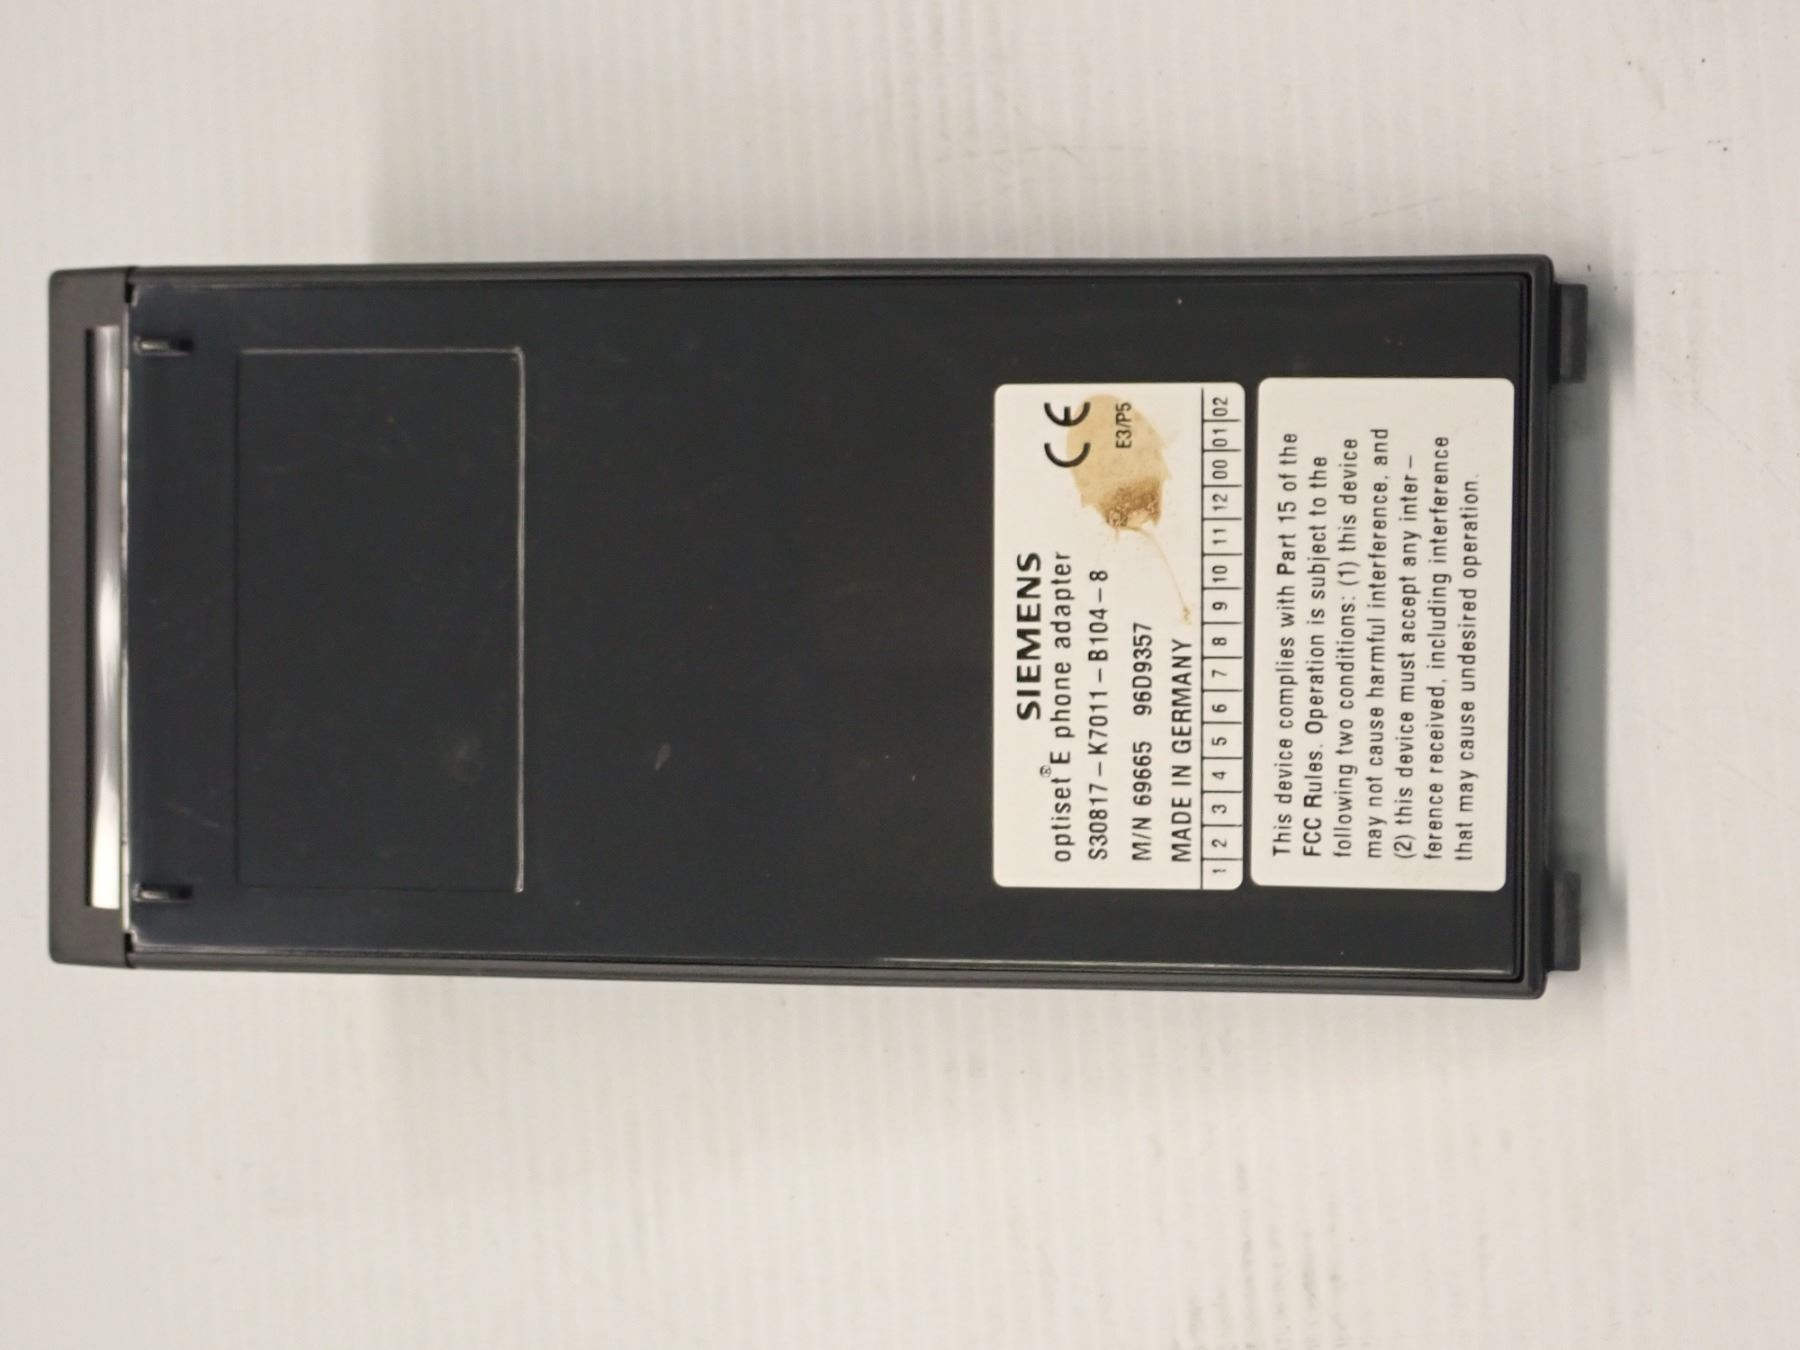 SIEMENS
optiset® E phone adapter
S30817-K7011-B104-8
CE
M/N 69665 96D9357 E3/P5
MADE IN GERMANY
1 2 3 4 5 6 7 8 9 10 11 12 00 01 02
This device complies with Part 15 of the
FCC Rules. Operation is subject to the
following two conditions: (1) this device
may not cause harmful interference, and
(2) this device must accept any inter-
ference received, including interference
that may cause undesired operation.